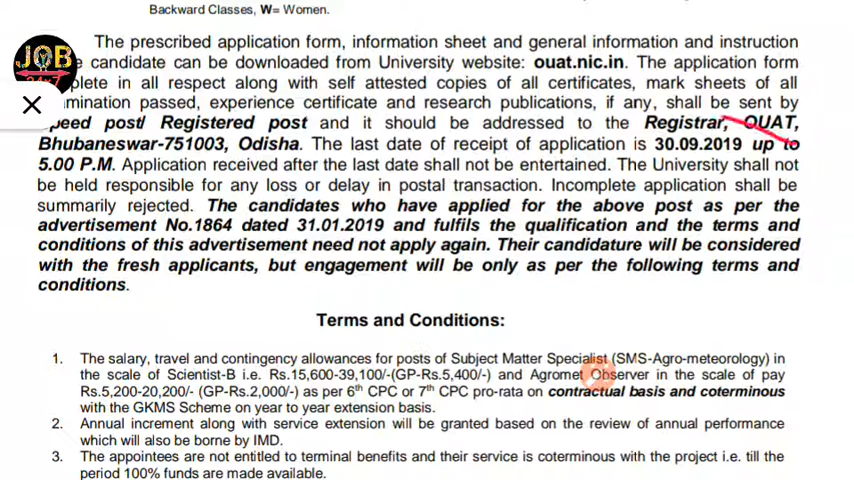 Backward Classes, W= Women.
The prescribed application form, information sheet and general information and instruction
candidate can be downloaded from University website: ouat.nic.in. The application form
plete in all respect along with self attested copies of all certificates, mark sheets of all
mination passed, experience certificate and research publications, if any, shall be sent by
peed post/ Registered post and it should be addressed to the Registrar, OUAT,
Bhubaneswar-751003, Odisha. The last date of receipt of application is 30.09.2019 up to
5.00 P.M. Application received after the last date shall not be entertained. The University shall not
be held responsible for any loss or delay in postal transaction. Incomplete application shall be
summarily rejected. The candidates who have applied for the above post as per the
advertisement No.1864 dated 31.01.2019 and fulfils the qualification and the terms and
conditions of this advertisement need not apply again. Their candidature will be considered
with the fresh applicants, but engagement will be only as per the following terms and
conditions.
Terms and Conditions:
1. The salary, travel and contingency allowances for posts of Subject Matter Specialist (SMS-Agro-meteorology) in
the scale of Scientist-B i.e. Rs.15,600-39,100/-(GP-Rs.5,400/-) and Agromet Observer in the scale of pay
Rs.5,200-20,200/- (GP-Rs.2,000/-) as per 6th CPC or 7th CPC pro-rata on contractual basis and coterminous
with the GKMS Scheme on year to year extension basis.
2. Annual increment along with service extension will be granted based on the review of annual performance
which will also be borne by IMD.
3. The appointees are not entitled to terminal benefits and their service is coterminous with the project i.e. till the
period 100% funds are made available.
JOB
24x7